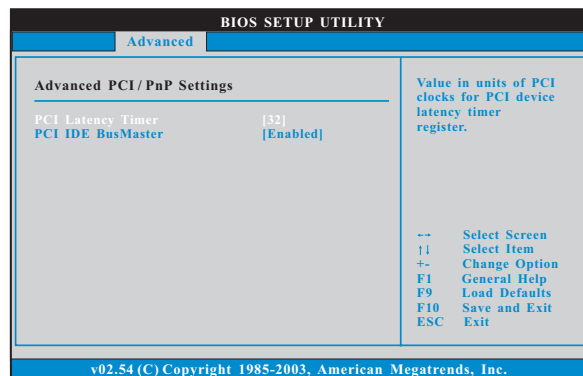 BIOS SETUP UTILITY
Advanced
Advanced PCI / PnP Settings
PCI Latency Timer [32]
PCI IDE BusMaster [Enabled]
Value in units of PCI
clocks for PCI device
latency timer
register.
←→ Select Screen
↑↓ Select Item
+- Change Option
F1 General Help
F9 Load Defaults
F10 Save and Exit
ESC Exit
v02.54 (C) Copyright 1985-2003, American Megatrends, Inc.